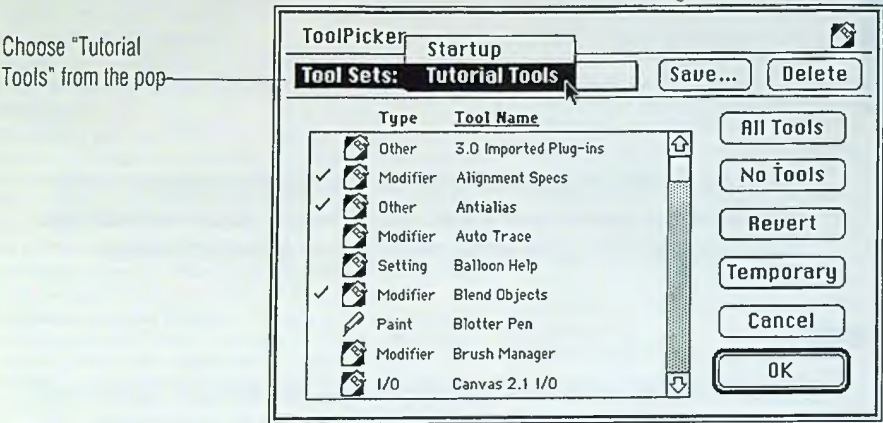 Choose "Tutorial
Tools" from the pop-
ToolPicker
Startup
Tool Sets: Tutorial Tools
Save...
Delete
Type Tool Name
Other 3.0 Imported Plug-ins
✓ Modifier Alignment Specs
✓ Other Antialias
Modifier Auto Trace
Setting Balloon Help
✓ Modifier Blend Objects
Paint Blotter Pen
Modifier Brush Manager
I/O Canvas 2.1 I/O
All Tools
No Tools
Revert
Temporary
Cancel
OK